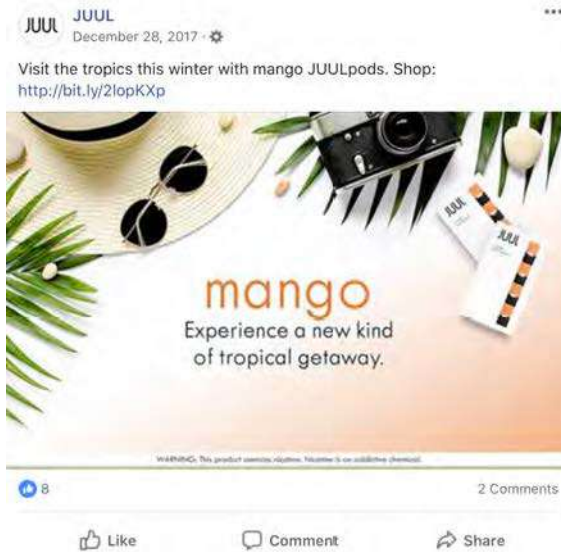 JUUL
JUUL
December 28, 2017
Visit the tropics this winter with mango JUULpods. Shop:
http://bit.ly/2lopKXp
JUUL
JUUL
mango
Experience a new kind
of tropical getaway.
WARNING: This product contains nicotine. Nicotine is an addictive chemical.
8
2 Comments
Like
Comment
Share